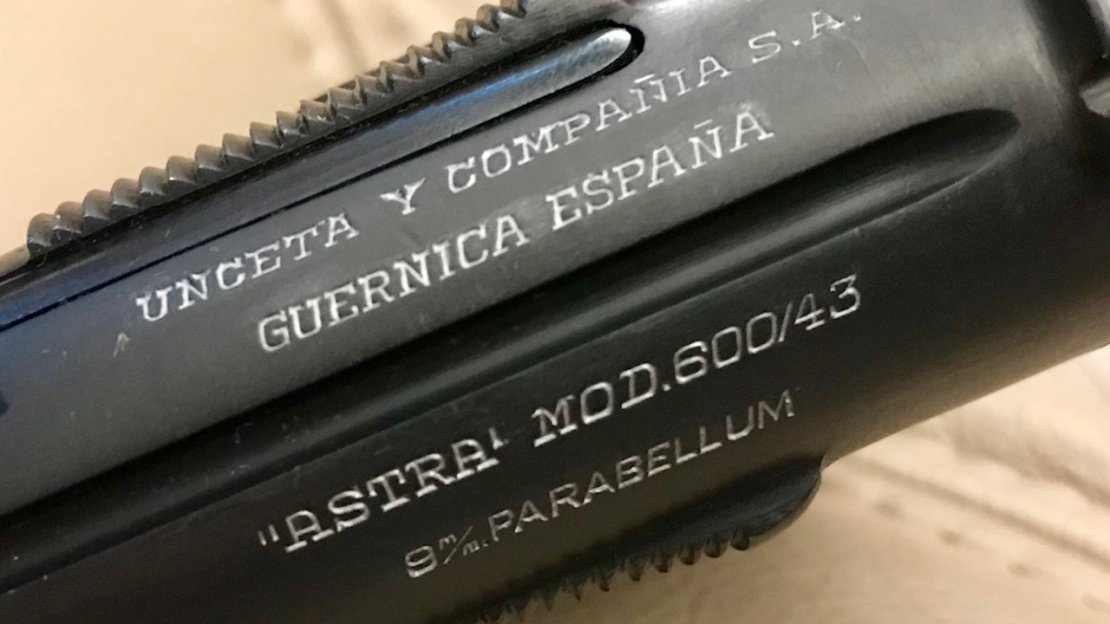 UNCETA Y COMPAÑIA S.A.
GUERNICA ESPAÑA
"ASTRA" MOD.600/43
9m/m.PARABELLUM